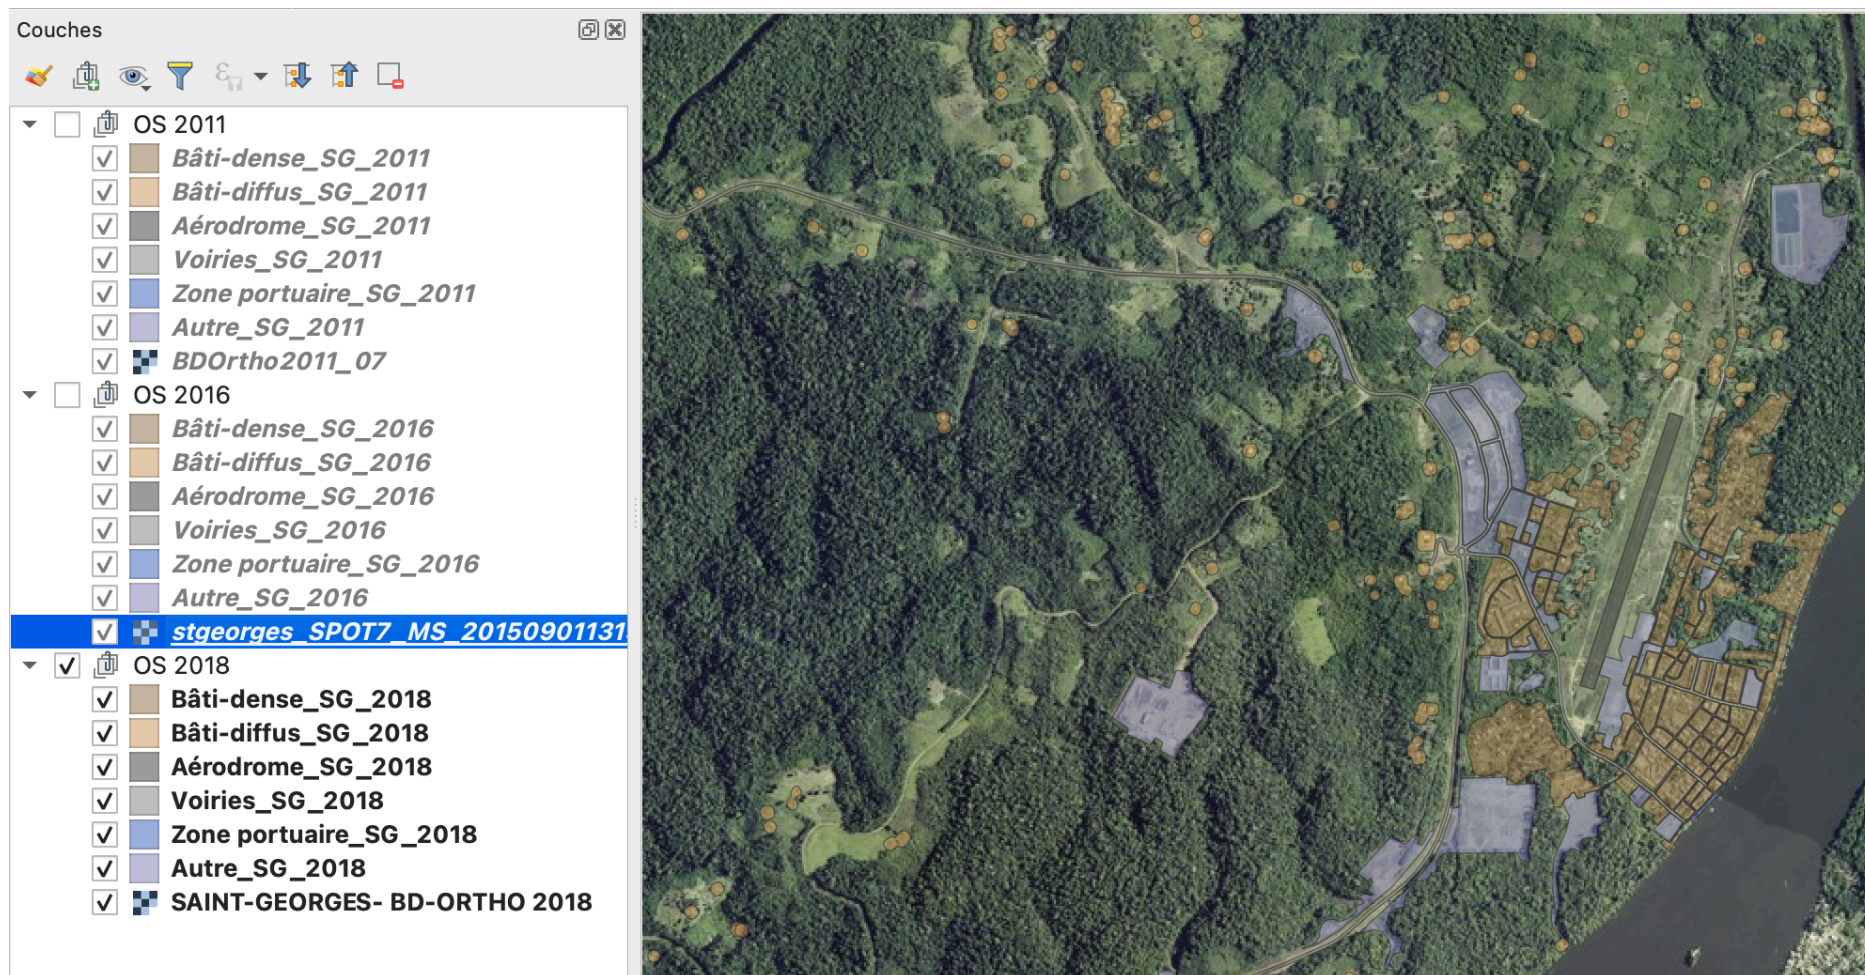 Couches
OS 2011
Bâti-dense_SG_2011
Bâti-diffus_SG_2011
Aérodrome_SG_2011
Voiries_SG_2011
Zone portuaire_SG_2011
Autre_SG_2011
BDOrtho2011_07
OS 2016
Bâti-dense_SG_2016
Bâti-diffus_SG_2016
Aérodrome_SG_2016
Voiries_SG_2016
Zone portuaire_SG_2016
Autre_SG_2016
stgeorges_SPOT7_MS_20150901131
OS 2018
Bâti-dense_SG_2018
Bâti-diffus_SG_2018
Aérodrome_SG_2018
Voiries_SG_2018
Zone portuaire_SG_2018
Autre_SG_2018
SAINT-GEORGES- BD-ORTHO 2018